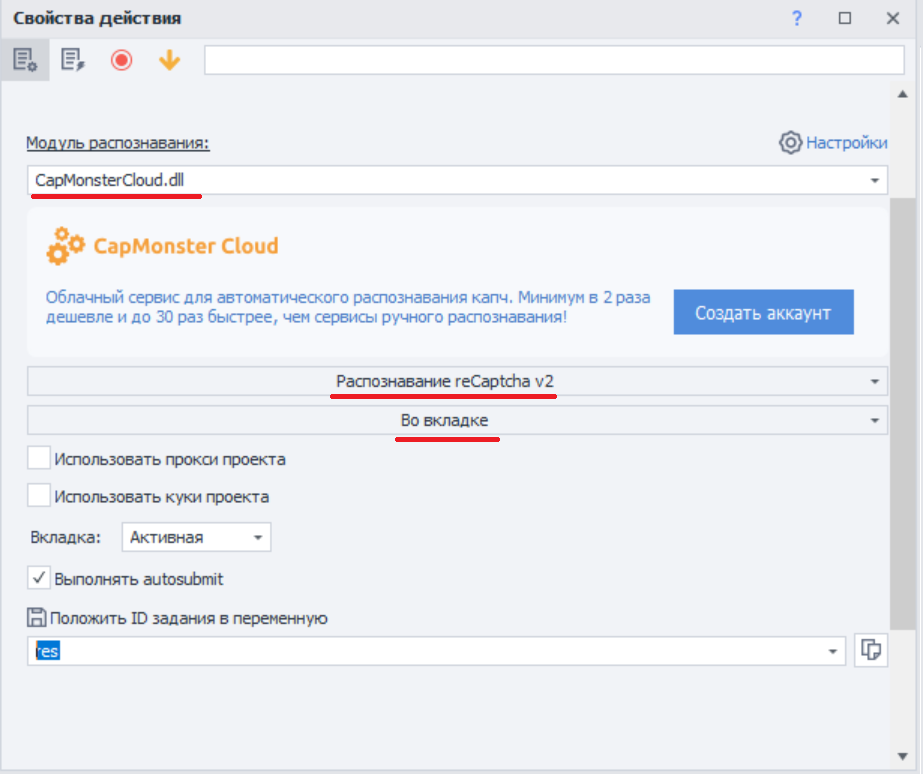 Свойства действия
?
Модуль распознавания:
Настройки
CapMonsterCloud.dll
CapMonster Cloud
Облачный сервис для автоматического распознавания капч. Минимум в 2 раза
дешевле и до 30 раз быстрее, чем сервисы ручного распознавания!
Создать аккаунт
Распознавание reCaptcha v2
Во вкладке
Использовать прокси проекта
Использовать куки проекта
Вкладка:
Активная
Выполнять autosubmit
Положить ID задания в переменную
res